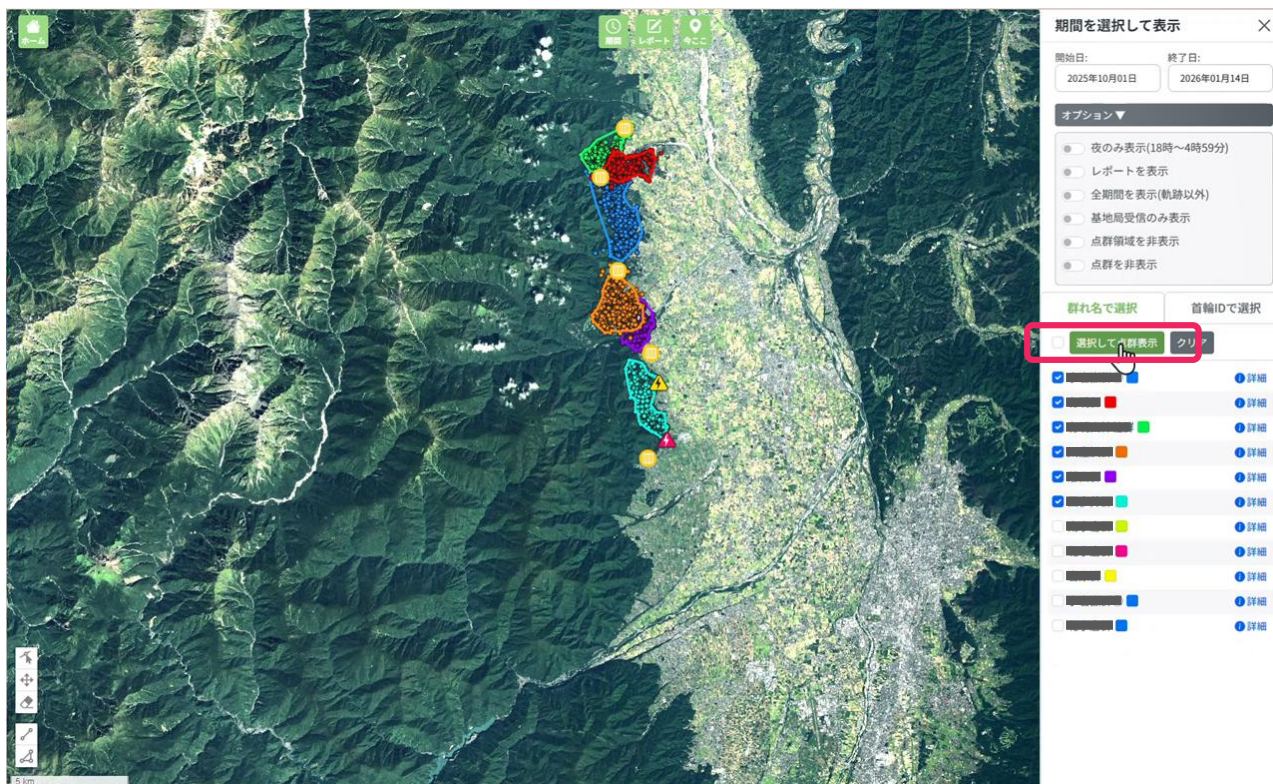 ホーム
期間
レポート
今ここ
期間を選択して表示
開始日:
終了日:
2025年10月01日
2026年01月14日
オプション▼
夜のみ表示(18時～4時59分)
レポートを表示
全期間を表示(軌跡以外)
基地局受信のみ表示
点群領域を非表示
点群を非表示
群れ名で選択
首輪IDで選択
選択して点群表示
クリア
詳細
詳細
詳細
詳細
詳細
詳細
詳細
詳細
詳細
詳細
詳細
5 km